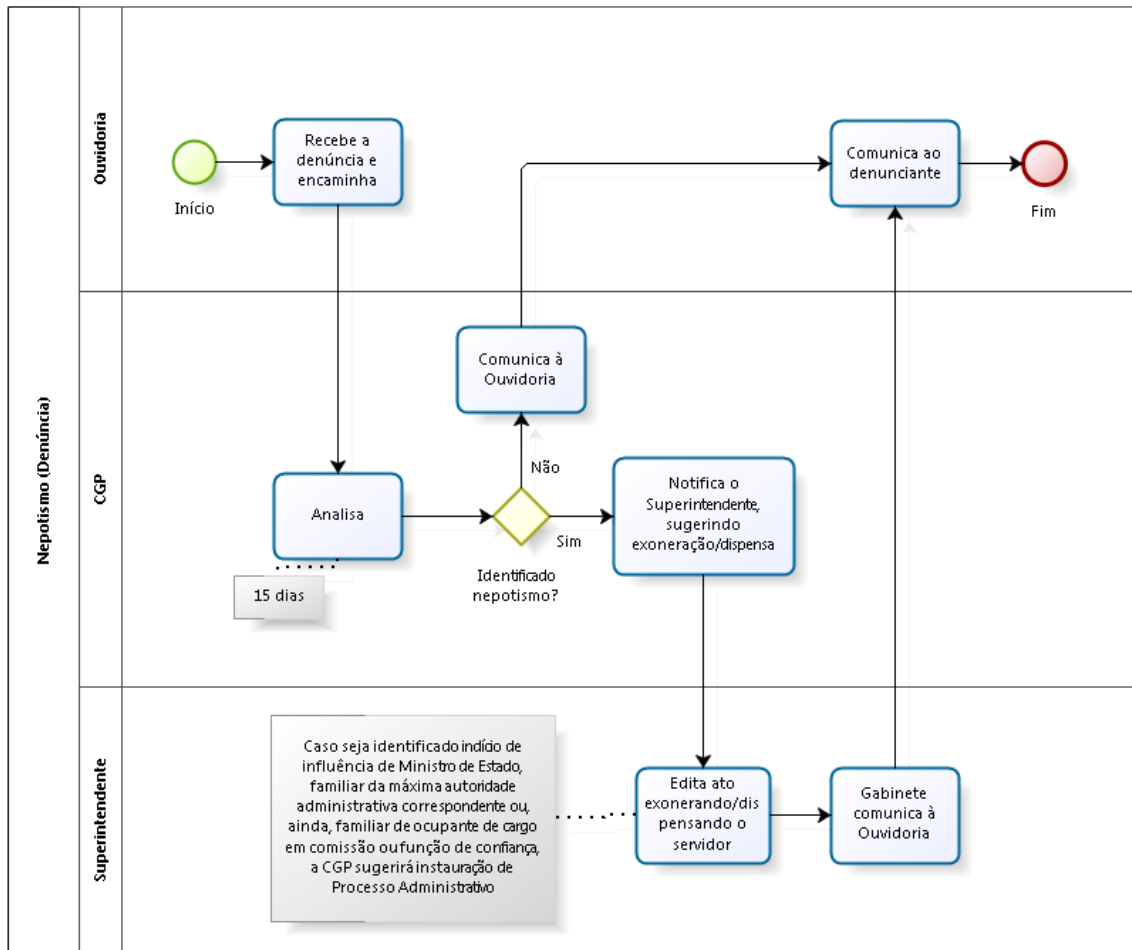 Nepotismo (Denúncia)
Ouvidoria
Início
Recebe a
denúncia e
encaminha
Comunica ao
denunciante
Fim
CGP
Comunica à
Ouvidoria
Não
Analisa
15 dias
Identificado
nepotismo?
Sim
Notifica o
Superintendente,
sugerindo
exoneração/dispensa
Superintendente
Caso seja identificado indício de
influência de Ministro de Estado,
familiar da máxima autoridade
administrativa correspondente ou,
ainda, familiar de ocupante de cargo
em comissão ou função de confiança,
a CGP sugerirá instauração de
Processo Administrativo
Edita ato
exonerando/dis
pensando o
servidor
Gabinete
comunica à
Ouvidoria